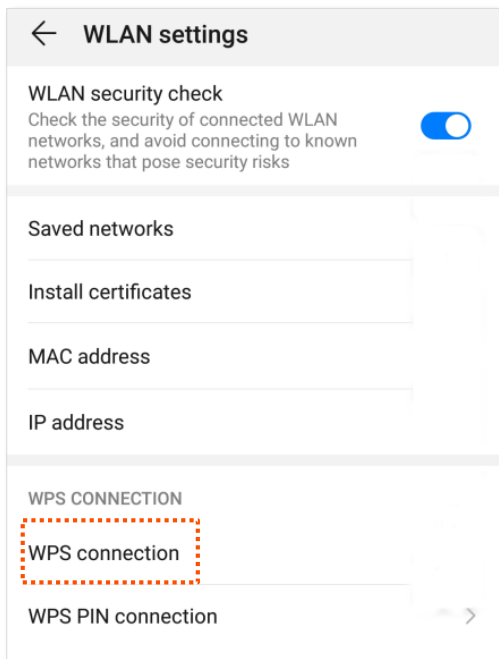 WLAN settings
WLAN security check
Check the security of connected WLAN
networks, and avoid connecting to known
networks that pose security risks
Saved networks
Install certificates
MAC address
IP address
WPS CONNECTION
WPS connection
WPS PIN connection